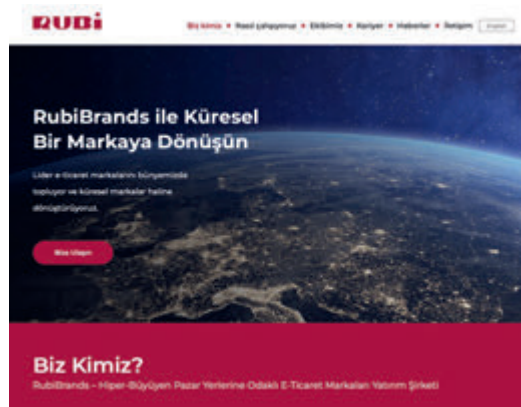 RUBi
Biz kimiz • Nasıl çalışıyoruz • Ekibimiz • Kariyer • Haberler • İletişim English
RubiBrands ile Küresel
Bir Markaya Dönüşün
Lider e-ticaret markalarını bünyemizde
topluyor ve küresel markalar haline
dönüştürüyoruz.
Bize Ulaşın
Biz Kimiz?
RubiBrands – Hiper-Büyüyen Pazar Yerlerine Odaklı E-Ticaret Markaları Yatırım Şirketi